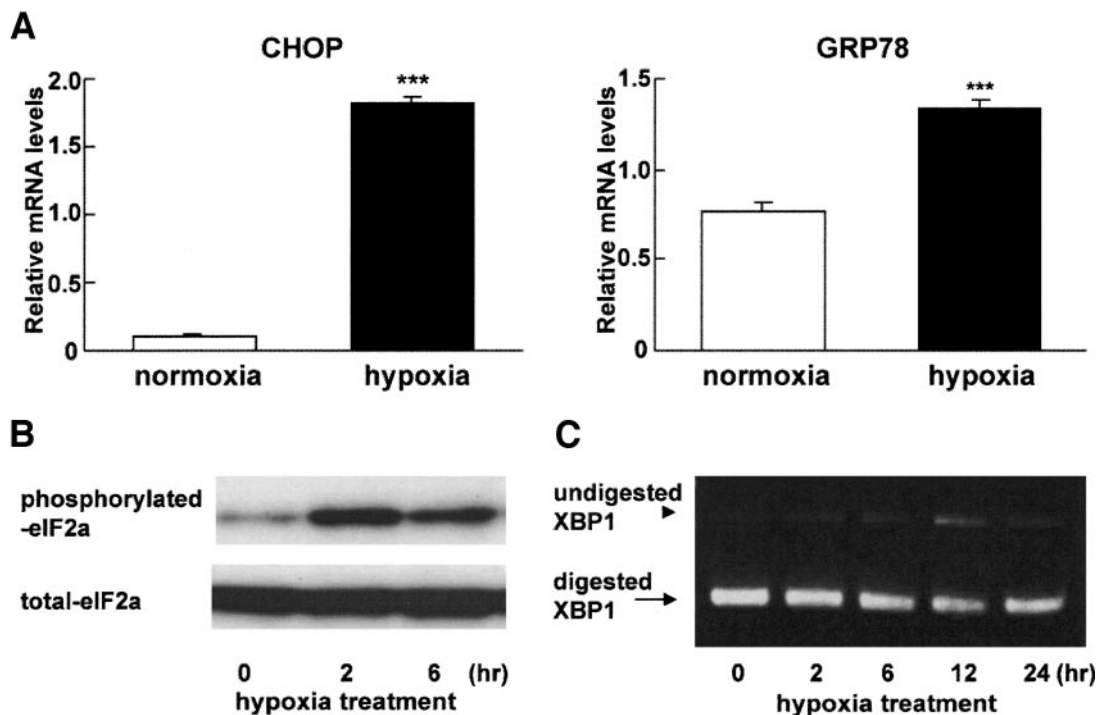 A
CHOP
Relative mRNA levels
2.0
1.5
1.0
0.5
0
***
normoxia
hypoxia
GRP78
Relative mRNA levels
1.5
1.0
0.5
0
***
normoxia
hypoxia
B
phosphorylated
-eIF2a
total-eIF2a
0 2 6 (hr)
hypoxia treatment
C
undigested
XBP1
digested
XBP1
0 2 6 12 24 (hr)
hypoxia treatment